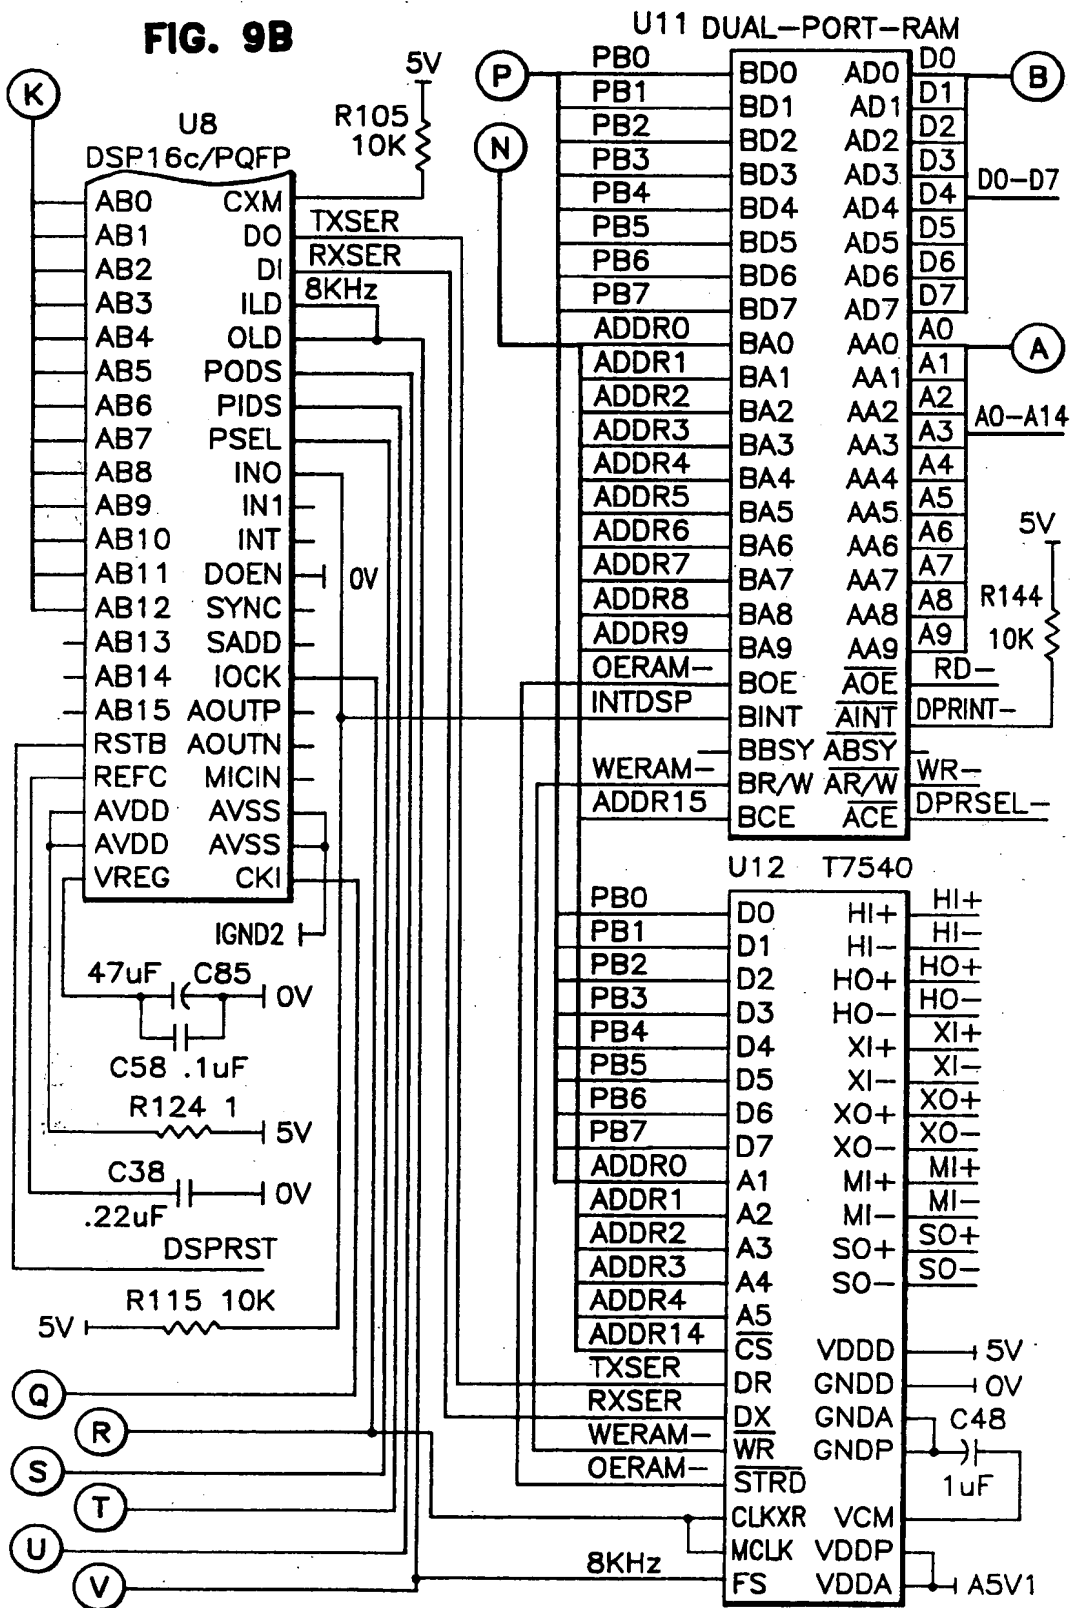 FIG. 9B
K
U8
DSP16c/PQFP
5V
R105
10K
AB0 CXM
AB1 DO TXSER
AB2 DI RXSER
AB3 ILD 8KHz
AB4 OLD
AB5 PODS
AB6 PIDS
AB7 PSEL
AB8 INO
AB9 IN1
AB10 INT
AB11 DOEN 0V
AB12 SYNC
AB13 SADD
AB14 IOCK
AB15 AOUTP
RSTB AOUTN
REFC MICIN
AVDD AVSS
AVDD AVSS
VREG CKI
IGND2
47uF C85 0V
C58 .1uF
R124 1
5V
C38
0V
.22uF
DSPRST
R115 10K
5V
Q
R
S
T
U
V
U11 DUAL-PORT-RAM
P
N
PB0 BD0 AD0 D0 B
PB1 BD1 AD1 D1
PB2 BD2 AD2 D2
PB3 BD3 AD3 D3
D0-D7
PB4 BD4 AD4 D4
PB5 BD5 AD5 D5
PB6 BD6 AD6 D6
PB7 BD7 AD7 D7
ADDR0 BA0 AA0 A0 A
ADDR1 BA1 AA1 A1
ADDR2 BA2 AA2 A2
A0-A14
ADDR3 BA3 AA3 A3
ADDR4 BA4 AA4 A4
ADDR5 BA5 AA5 A5
ADDR6 BA6 AA6 A6
5V
ADDR7 BA7 AA7 A7
ADDR8 BA8 AA8 A8
R144
10K
ADDR9 BA9 AA9 A9
OERAM- BOE AOE RD-
INTDSP BINT AINT DPRINT-
BBSY ABSY
WERAM- BR/W AR/W WR-
ADDR15 BCE ACE DPRSEL-
U12 T7540
PB0 D0 HI+ HI+
PB1 D1 HI- HI-
PB2 D2 HO+ HO+
PB3 D3 HO- HO-
PB4 D4 XI+ XI+
PB5 D5 XI- XI-
PB6 D6 XO+ XO+
PB7 D7 XO- XO-
ADDR0 A1 MI+ MI+
ADDR1 A2 MI- MI-
ADDR2 A3 SO+ SO+
ADDR3 A4 SO- SO-
ADDR4 A5
ADDR14 CS VDDD 5V
TXSER DR GNDD 0V
RXSER DX GNDA C48
WERAM- WR GNDP
1uF
OERAM- STRD
CLKXR VCM
MCLK VDDP
8KHz FS VDDA A5V1